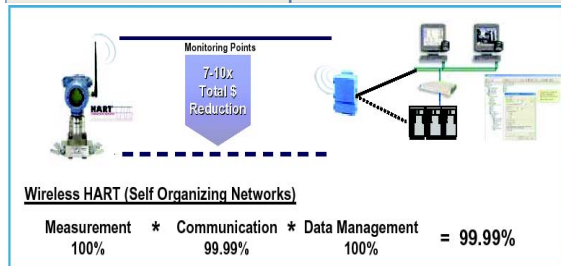 Monitoring Points
7-10x
Total $
Reduction
HART
Wireless HART (Self Organizing Networks)
Measurement * Communication * Data Management = 99.99%
100% 99.99% 100%